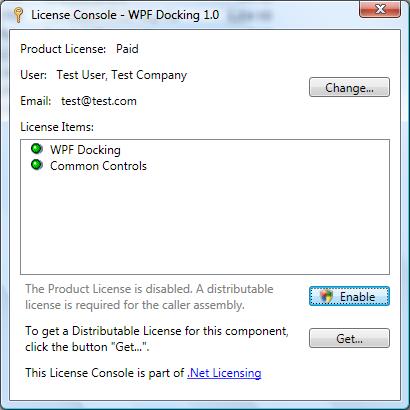 License Console - WPF Docking 1.0
Product License: Paid
User: Test User, Test Company
Email: test@test.com
Change...
License Items:
WPF Docking
Common Controls
The Product License is disabled. A distributable
license is required for the caller assembly.
Enable
To get a Distributable License for this component,
click the button "Get...".
Get...
This License Console is part of .Net Licensing